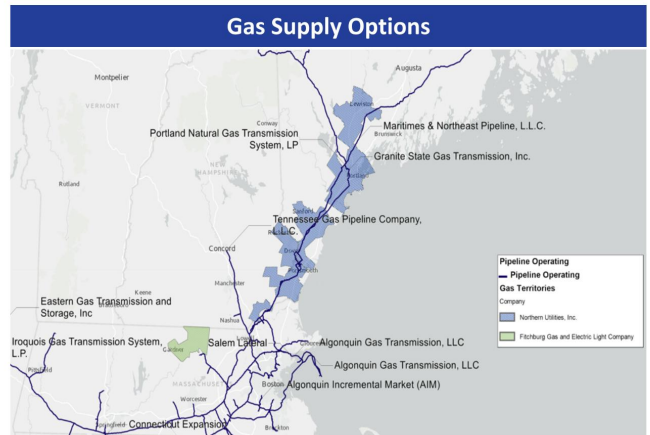 Gas Supply Options
Augusta
Montpelier
VERMONT
Lewiston
Conway
Maritimes & Northeast Pipeline, L.L.C.
Brunswick
Portland Natural Gas Transmission
System, LP
Granite State Gas Transmission, Inc.
NEW
HAMPSHIRE
Rutland
Portland
Sanford
Tennessee Gas Pipeline Company,
L.L.C.
Concord
Dover
Portsmouth
Manchester
Keene
Eastern Gas Transmission and
Storage, Inc
Brattleboro
Nashua
Pipeline Operating
Pipeline Operating
Gas Territories
Company
Northern Utilities, Inc.
Fitchburg Gas and Electric Light Company
Iroquois Gas Transmission System,
L.P.
Gardner
Salem Lateral
Lowell
Gloucester
Algonquin Gas Transmission, LLC
Algonquin Gas Transmission, LLC
Pittsfield
MASSACHUSETTS
Boston
Algonquin Incremental Market (AIM)
Worcester
Springfield
Connecticut Expansion
Brockton